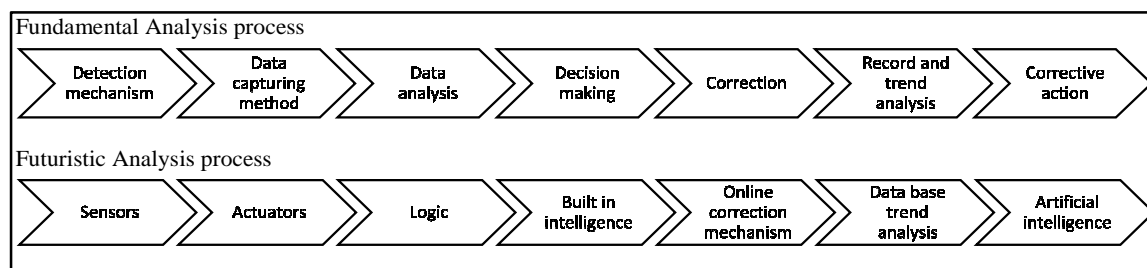 Fundamental Analysis process
Detection
mechanism
Data
capturing
method
Data
analysis
Decision
making
Correction
Record and
trend
analysis
Corrective
action
Futuristic Analysis process
Sensors
Actuators
Logic
Built in
intelligence
Online
correction
mechanism
Data base
trend
analysis
Artificial
intelligence